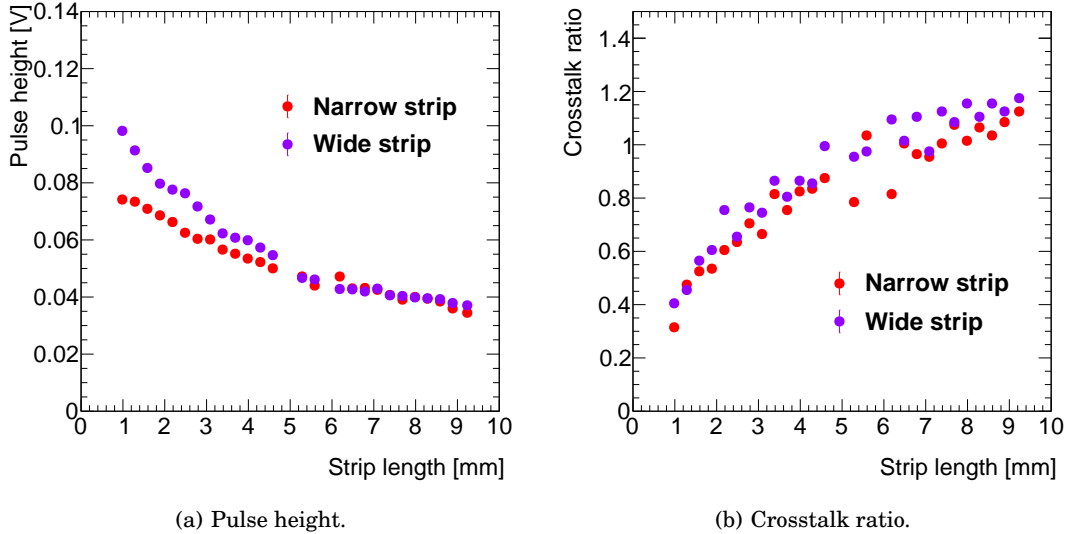 Pulse height [V]
0.14
0.12
0.1
0.08
0.06
0.04
0.02
0
Narrow strip
Wide strip
0 1 2 3 4 5 6 7 8 9 10
Strip length [mm]
(a) Pulse height.
Crosstalk ratio
1.4
1.2
1
0.8
0.6
0.4
0.2
0
Narrow strip
Wide strip
0 1 2 3 4 5 6 7 8 9 10
Strip length [mm]
(b) Crosstalk ratio.